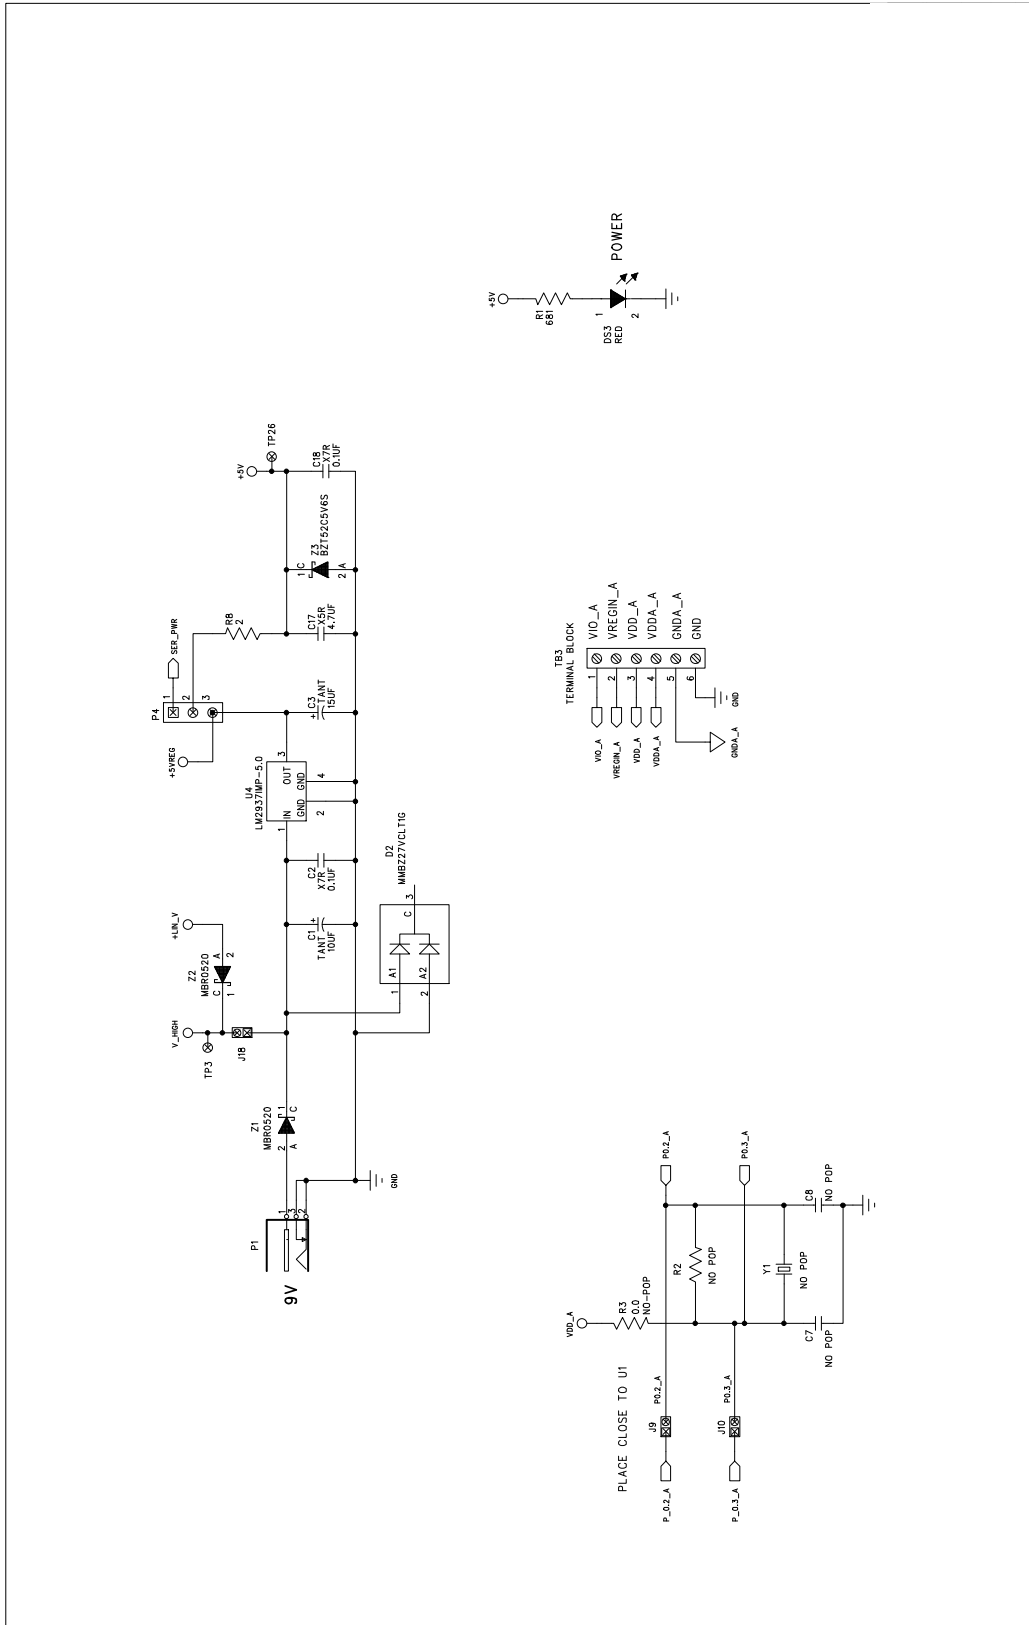 9V
P1
1
3
2
GND
Z1
MBR0520
2
A
1
C
V_HIGH
TP3
J18
Z2
MBR0520
C
A
1
2
+LIN_V
C1
TANT
10UF
+
C2
X7R
0.1UF
D2
MMBZ27VCLT1G
A1
A2
C
1
2
3
U4
LM2937IMP-5.0
IN
OUT
GND
GND
1
3
2
4
+5VREG
P4
1
2
3
SER_PWR
+
C3
TANT
15UF
R8
2
C17
X5R
4.7UF
Z3
BZT52C5V6S
1
C
2
A
+5V
TP26
C18
X7R
0.1UF
+5V
R1
681
DS3
RED
1
2
POWER
TB3
TERMINAL BLOCK
VIO_A
1
VIO_A
VREGIN_A
2
VREGIN_A
VDD_A
3
VDD_A
VDDA_A
4
VDDA_A
GNDA_A
5
GNDA_A
GND
6
GND
PLACE CLOSE TO U1
VDD_A
R3
0.0
NO-POP
P_0.2_A
J9
P0.2_A
P0.2_A
P_0.3_A
J10
P0.3_A
P0.3_A
R2
NO POP
Y1
NO POP
C7
NO POP
C8
NO POP